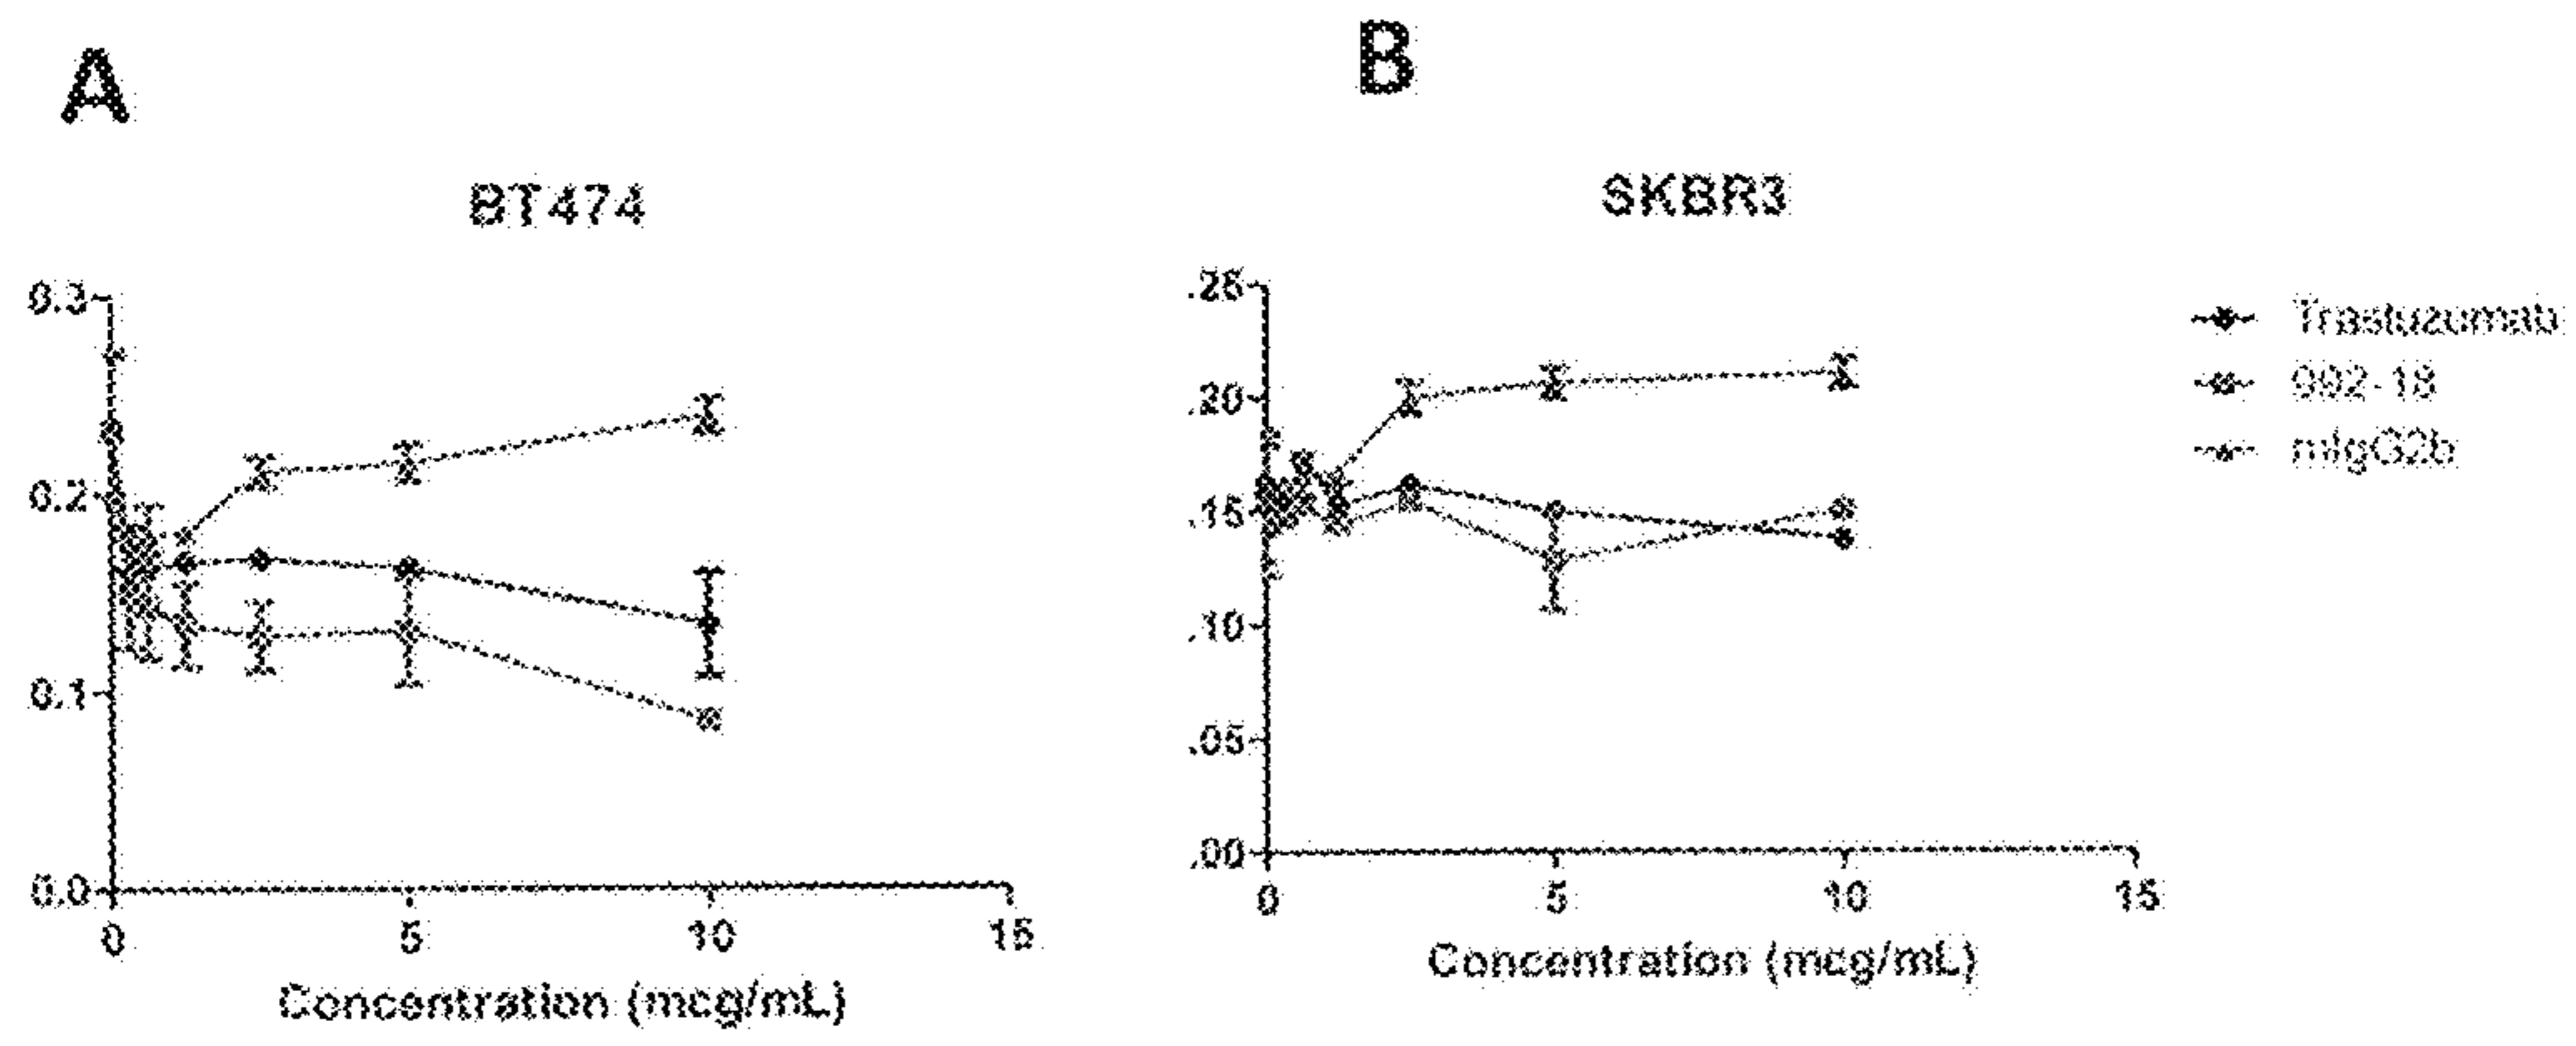 A
B
BT474
SKBR3
0.3
0.2
0.1
0.0
0
5
10
15
Concentration (mcg/mL)
.25
.20
.15
.10
.05
.00
0
5
10
15
Concentration (mcg/mL)
Trastuzumab
992-18
mIgG2b